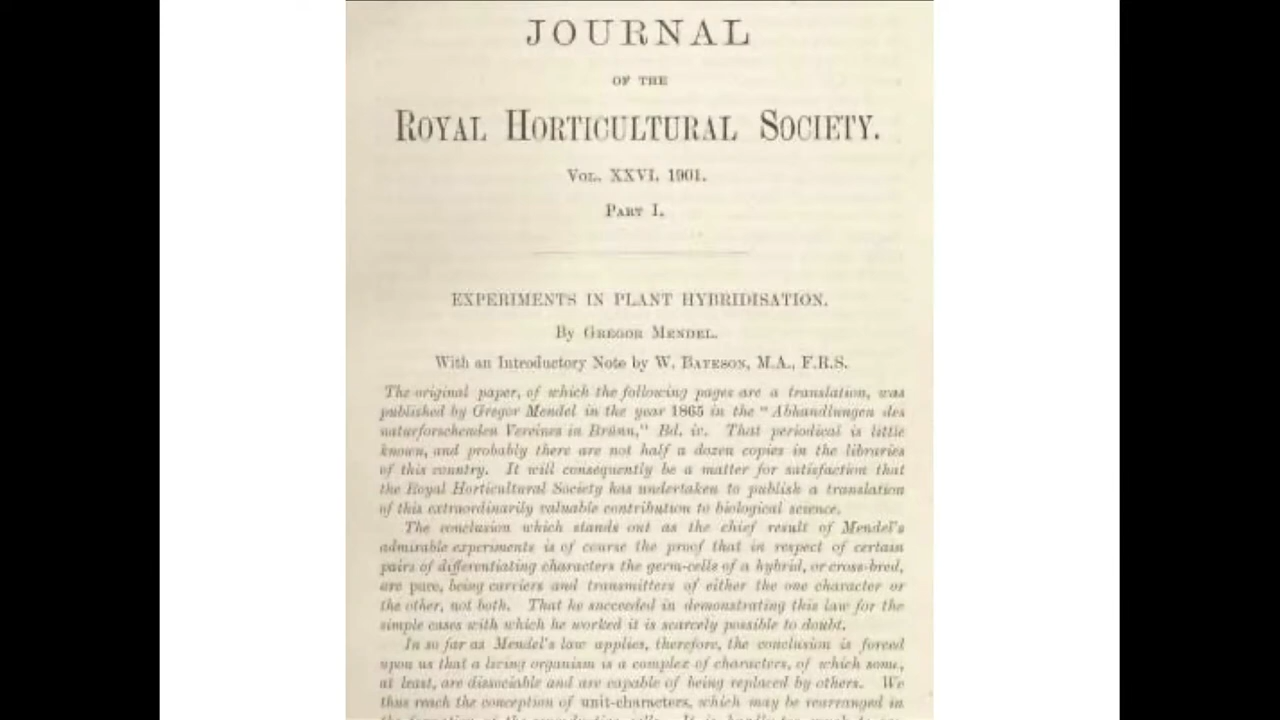 JOURNAL
OF THE
ROYAL HORTICULTURAL SOCIETY.
VOL. XXVI. 1901.
PART I.
EXPERIMENTS IN PLANT HYBRIDISATION.
By GREGOR MENDEL.
With an Introductory Note by W. BATESON, M.A., F.R.S.
The original paper, of which the following pages are a translation, was
published by Gregor Mendel in the year 1865 in the "Abhandlungen des
naturforschenden Vereines in Brünn," Bd. iv. That periodical is little
known, and probably there are not half a dozen copies in the libraries
of this country. It will consequently be a matter for satisfaction that
the Royal Horticultural Society has undertaken to publish a translation
of this extraordinarily valuable contribution to biological science.
The conclusion which stands out as the chief result of Mendel's
admirable experiments is of course the proof that in respect of certain
pairs of differentiating characters the germ-cells of a hybrid, or cross-bred,
are pure, being carriers and transmitters of either the one character or
the other, not both. That he succeeded in demonstrating this law for the
simple cases with which he worked it is scarcely possible to doubt.
In so far as Mendel's law applies, therefore, the conclusion is forced
upon us that a living organism is a complex of characters, of which some,
at least, are dissociable and are capable of being replaced by others. We
thus reach the conception of unit-characters, which may be rearranged in